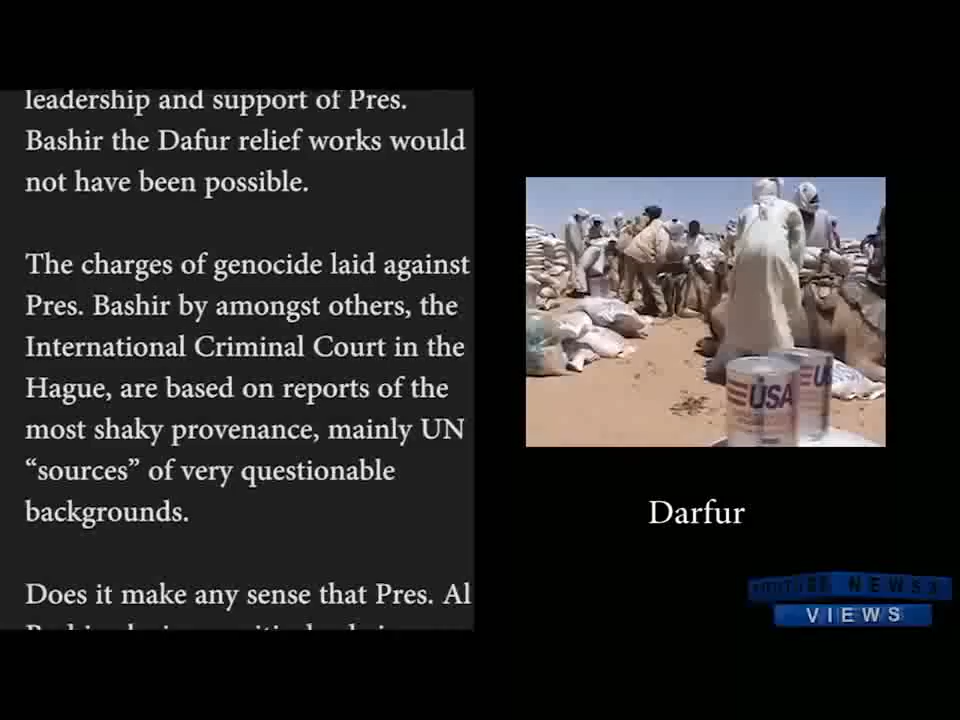 leadership and support of Pres.
Bashir the Dafur relief works would
not have been possible.
The charges of genocide laid against
Pres. Bashir by amongst others, the
International Criminal Court in the
Hague, are based on reports of the
most shaky provenance, mainly UN
“sources” of very questionable
backgrounds.
Does it make any sense that Pres. Al
USA
Darfur
NEWS
VIEWS